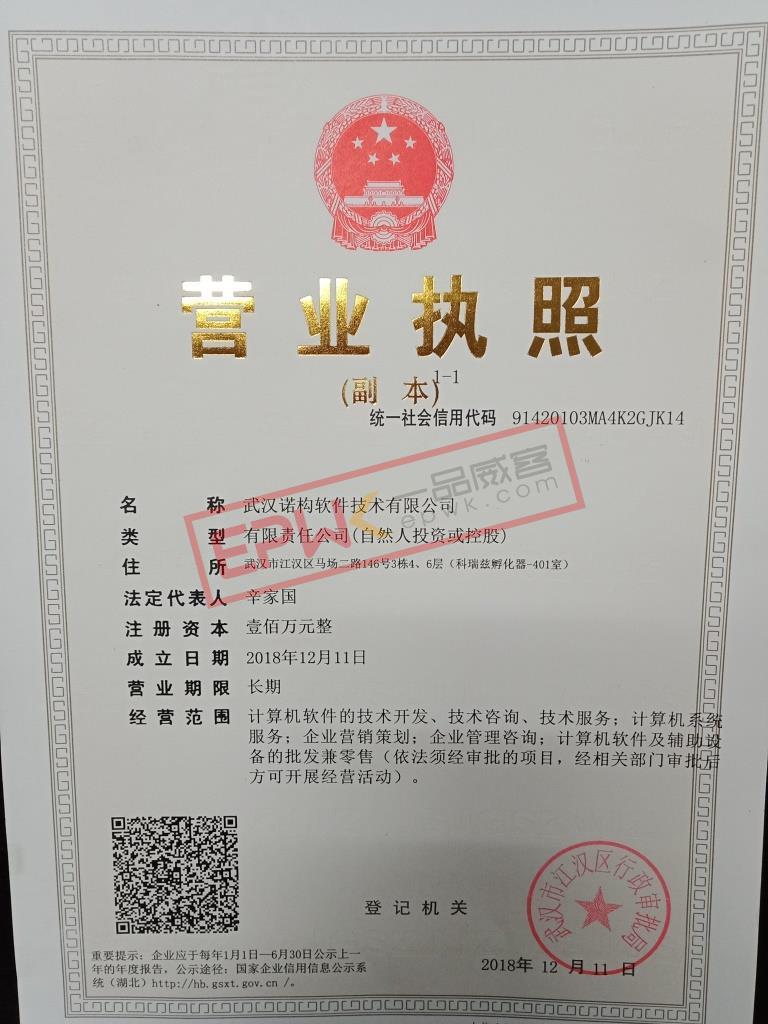 营业执照
(副 本)1-1
统一社会信用代码 91420103MA4K2GJK14
EPWK 一品威客
epwk.com
名 称 武汉诺构软件技术有限公司
类 型 有限责任公司(自然人投资或控股)
住 所 武汉市江汉区马场二路146号3栋4、6层（科瑞兹孵化器-401室）
法定代表人 辛家国
注册资本 壹佰万元整
成立日期 2018年12月11日
营业期限 长期
经营范围 计算机软件的技术开发、技术咨询、技术服务；计算机系统
服务；企业营销策划；企业管理咨询；计算机软件及辅助设
备的批发兼零售（依法须经审批的项目，经相关部门审批后
方可开展经营活动）。
登记机关
武汉市江汉区行政审批局
2018年 12 月 11 日
重要提示：企业应于每年1月1日—6月30日公示上一
年的年度报告，公示途径：国家企业信用信息公示系
统（湖北）http://hb.gsxt.gov.cn /。